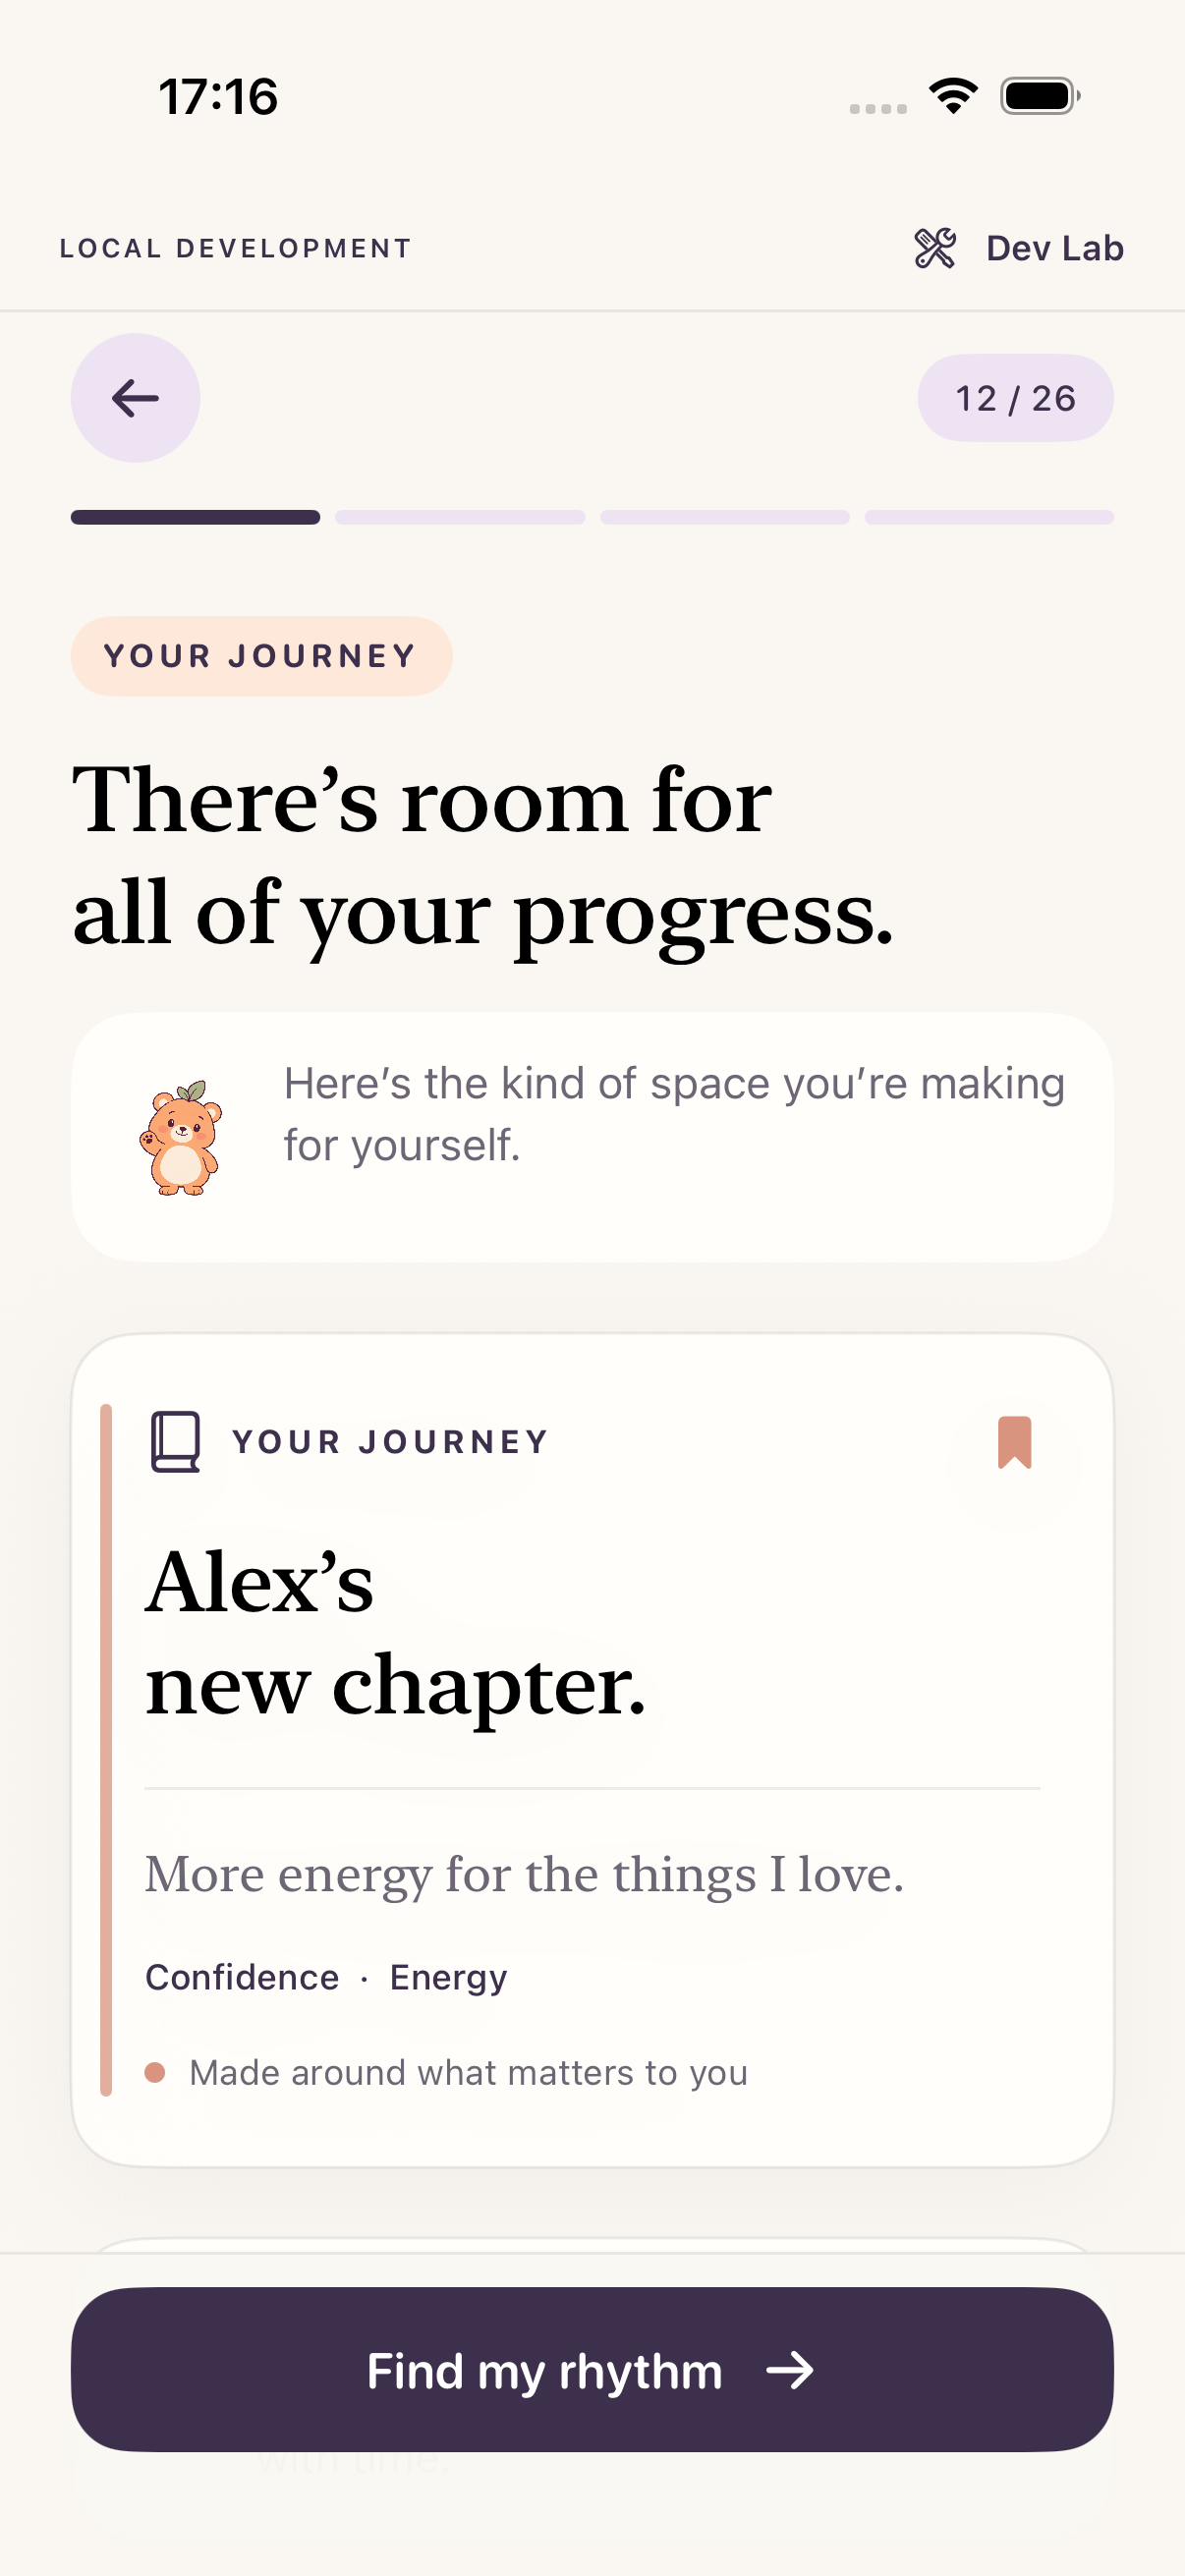 17:16
LOCAL DEVELOPMENT
Dev Lab
12 / 26
YOUR JOURNEY
There’s room for
all of your progress.
Here’s the kind of space you’re making
for yourself.
YOUR JOURNEY
Alex’s
new chapter.
More energy for the things I love.
Confidence · Energy
Made around what matters to you
Find my rhythm
with time.